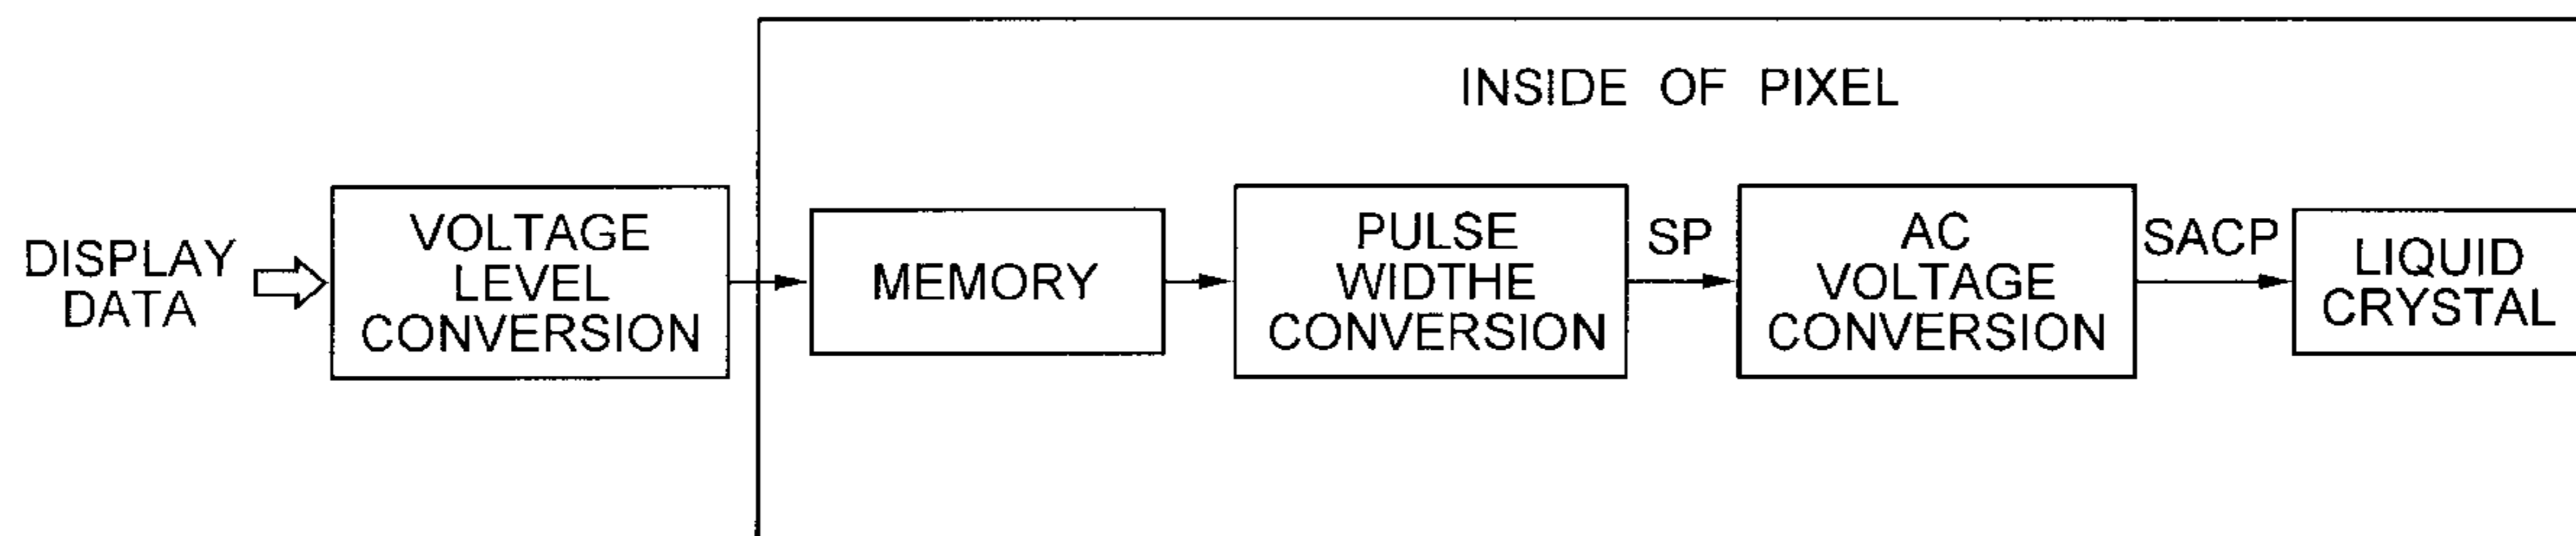 INSIDE OF PIXEL
DISPLAY
DATA
VOLTAGE
LEVEL
CONVERSION
MEMORY
PULSE
WIDTHE
CONVERSION
SP
AC
VOLTAGE
CONVERSION
SACP
LIQUID
CRYSTAL